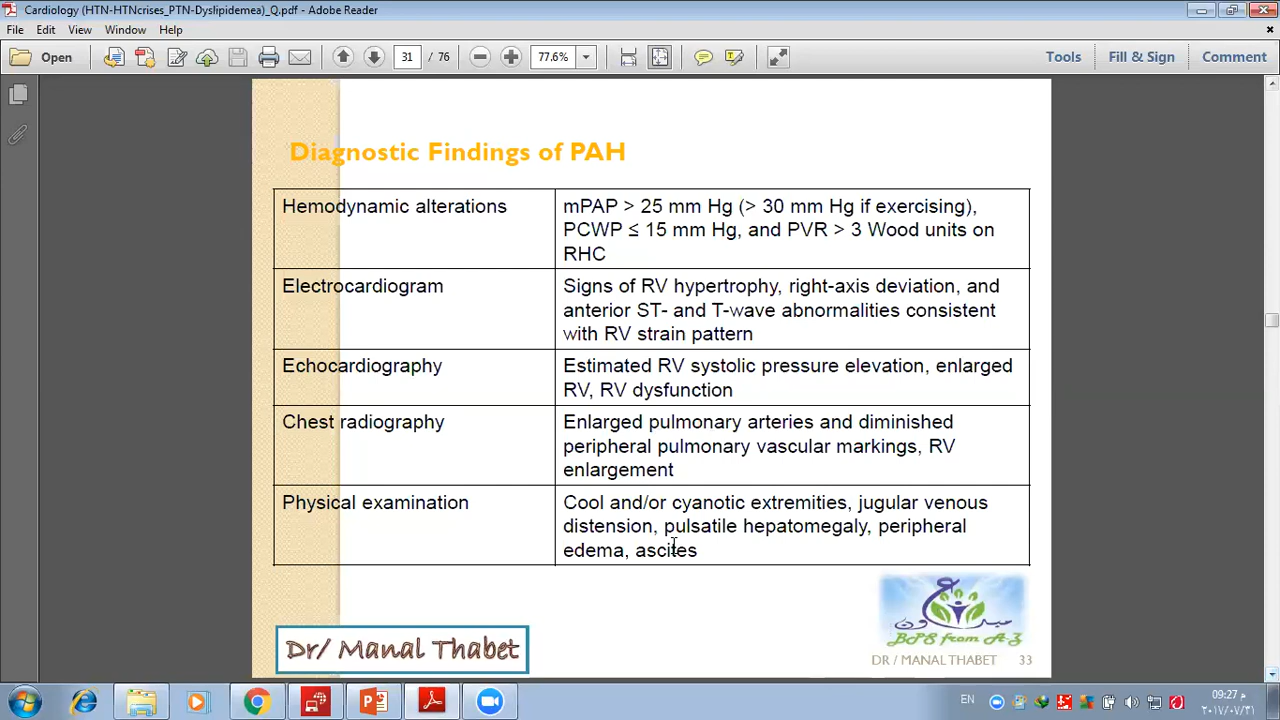 Cardiology (HTN-HTNcrises_PTN-Dyslipidemea)_Q.pdf - Adobe Reader
File Edit View Window Help
Open 31 / 76 77.6% Tools Fill & Sign Comment
Diagnostic Findings of PAH
Hemodynamic alterations
mPAP > 25 mm Hg (> 30 mm Hg if exercising),
PCWP ≤ 15 mm Hg, and PVR > 3 Wood units on
RHC
Electrocardiogram
Signs of RV hypertrophy, right-axis deviation, and
anterior ST- and T-wave abnormalities consistent
with RV strain pattern
Echocardiography
Estimated RV systolic pressure elevation, enlarged
RV, RV dysfunction
Chest radiography
Enlarged pulmonary arteries and diminished
peripheral pulmonary vascular markings, RV
enlargement
Physical examination
Cool and/or cyanotic extremities, jugular venous
distension, pulsatile hepatomegaly, peripheral
edema, ascites
Dr/ Manal Thabet
BPS from A-Z
DR / MANAL THABET 33
EN
09:27 م
٢٠١٧/٠٧/٣١